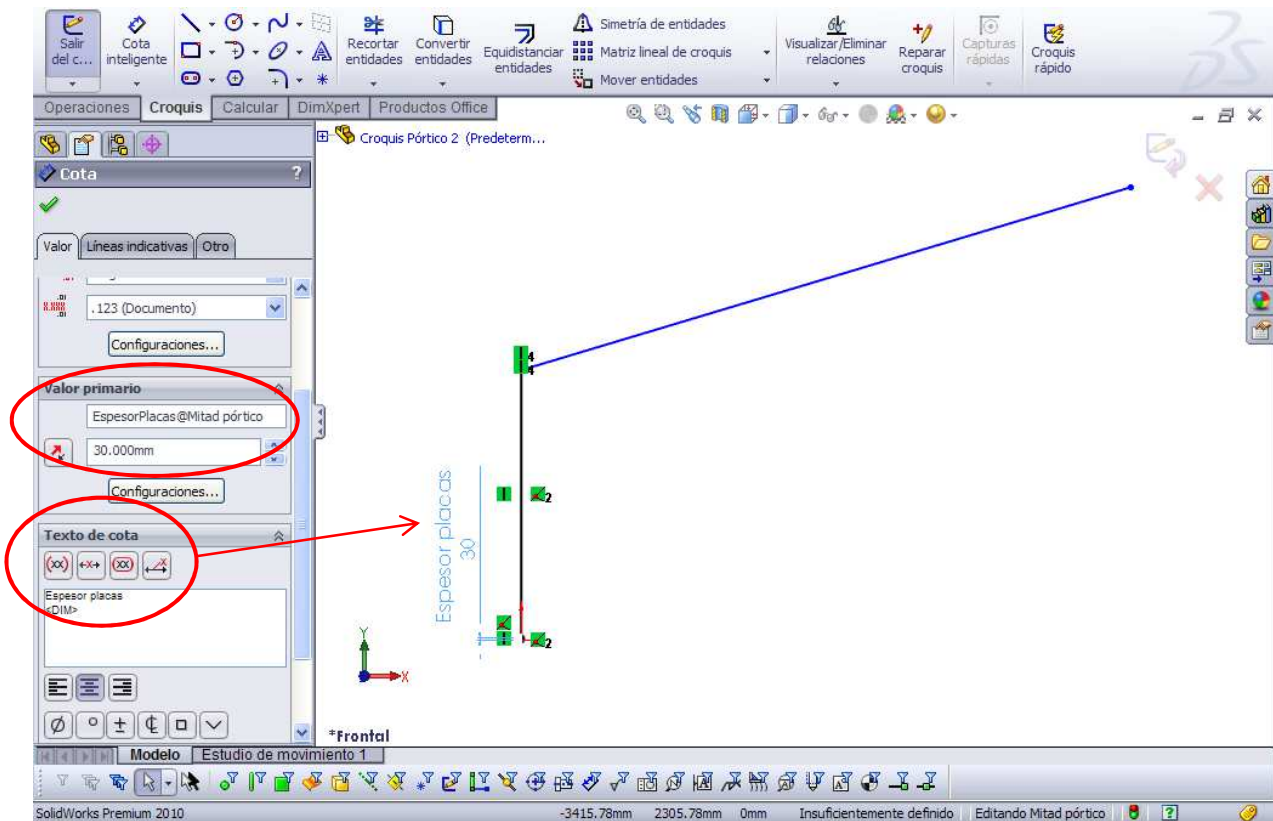 Salir
del c...
Cota
inteligente
Recortar
entidades
Convertir
entidades
Equidistanciar
entidades
Simetría de entidades
Matriz lineal de croquis
Mover entidades
Visualizar/Eliminar
relaciones
Reparar
croquis
Capturas
rápidas
Croquis
rápido
Operaciones
Croquis
Calcular
DimXpert
Productos Office
Croquis Pórtico 2 (Predeterm...
Cota
?
Valor
Líneas indicativas
Otro
.123 (Documento)
Configuraciones...
Valor primario
EspesorPlacas@Mitad pórtico
30.000mm
Configuraciones...
Texto de cota
Espesor placas
<DIM>
4
4
2
Espesor placas
30
2
Y
X
*Frontal
Modelo
Estudio de movimiento 1
SolidWorks Premium 2010
-3415.78mm
2305.78mm
0mm
Insuficientemente definido
Editando Mitad pórtico
?